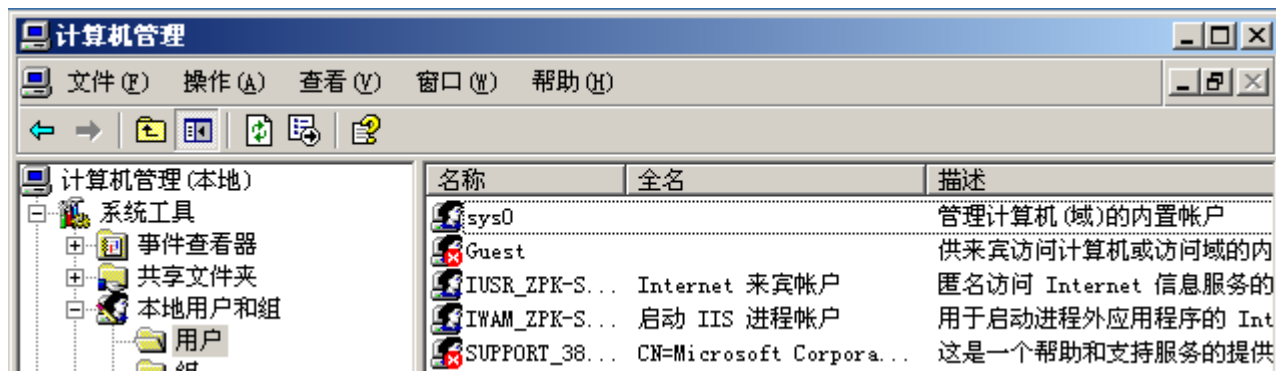 计算机管理
文件(F) 操作(A) 查看(V) 窗口(W) 帮助(H)
计算机管理(本地)
系统工具
事件查看器
共享文件夹
本地用户和组
用户
名称 全名 描述
sys0 管理计算机(域)的内置帐户
Guest 供来宾访问计算机或访问域的内
IUSR_ZPK-S... Internet 来宾帐户 匿名访问 Internet 信息服务的
IWAM_ZPK-S... 启动 IIS 进程帐户 用于启动进程外应用程序的 Int
SUPPORT_38... CN=Microsoft Corpora... 这是一个帮助和支持服务的提供